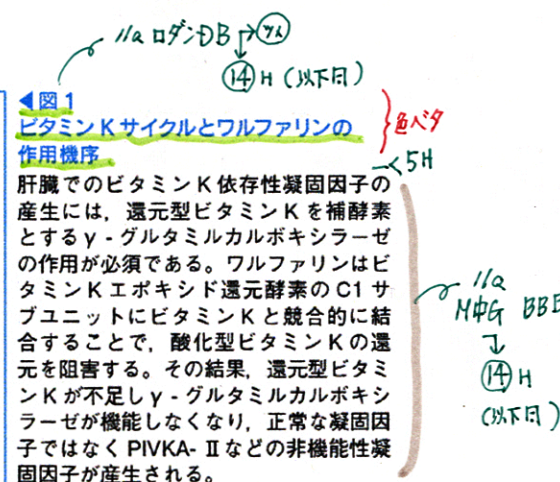 11a ロダンDB
⑭H (以下同)
◀図1
ビタミンKサイクルとワルファリンの
作用機序
色ベタ
5H
肝臓でのビタミンK依存性凝固因子の
産生には，還元型ビタミンKを補酵素
とするγ-グルタミルカルボキシラーゼ
の作用が必須である。ワルファリンはビ
タミンKエポキシド還元酵素のC1サ
ブユニットにビタミンKと競合的に結
合することで，酸化型ビタミンKの還
元を阻害する。その結果，還元型ビタミ
ンKが不足しγ-グルタミルカルボキシ
ラーゼが機能しなくなり，正常な凝固因
子ではなくPIVKA-Ⅱなどの非機能性凝
固因子が産生される。
11a
M中G BBB
⑭H
(以下同)